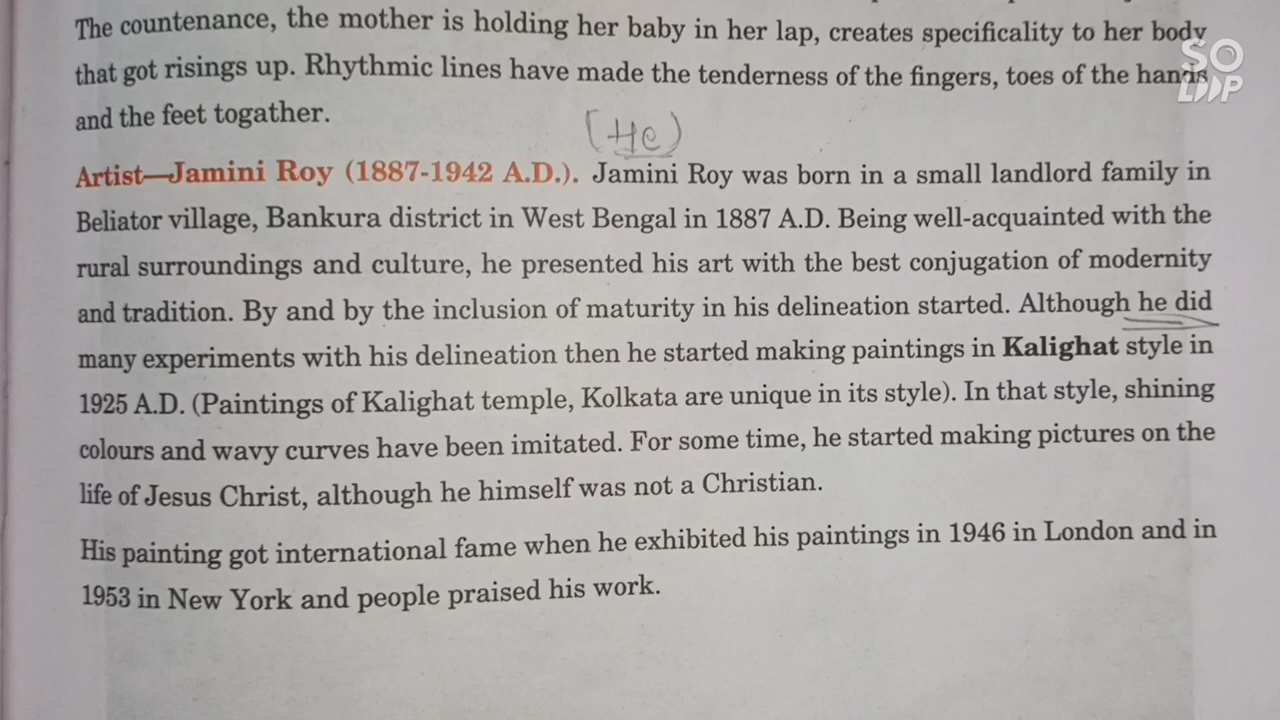 The countenance, the mother is holding her baby in her lap, creates specificality to her body
that got risings up. Rhythmic lines have made the tenderness of the fingers, toes of the hands
and the feet togather.
(He)
Artist—Jamini Roy (1887-1942 A.D.). Jamini Roy was born in a small landlord family in
Beliator village, Bankura district in West Bengal in 1887 A.D. Being well-acquainted with the
rural surroundings and culture, he presented his art with the best conjugation of modernity
and tradition. By and by the inclusion of maturity in his delineation started. Although he did
many experiments with his delineation then he started making paintings in Kalighat style in
1925 A.D. (Paintings of Kalighat temple, Kolkata are unique in its style). In that style, shining
colours and wavy curves have been imitated. For some time, he started making pictures on the
life of Jesus Christ, although he himself was not a Christian.
His painting got international fame when he exhibited his paintings in 1946 in London and in
1953 in New York and people praised his work.
SO
LOOP